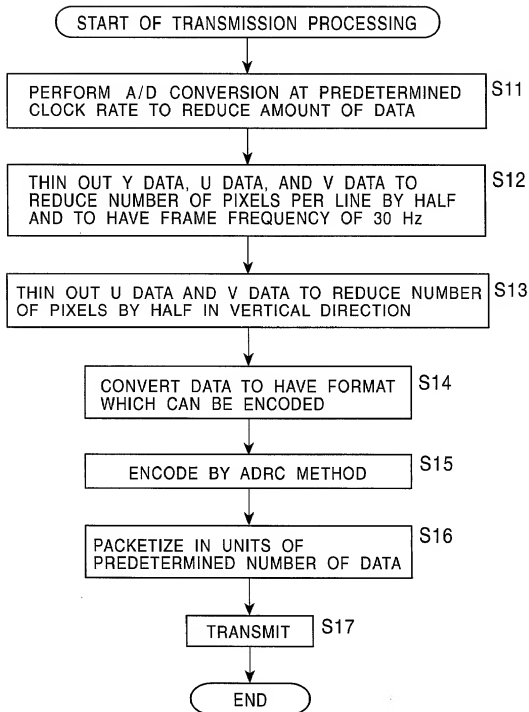 START OF TRANSMISSION PROCESSING
PERFORM A/D CONVERSION AT PREDETERMINED
CLOCK RATE TO REDUCE AMOUNT OF DATA
S11
THIN OUT Y DATA, U DATA, AND V DATA TO
REDUCE NUMBER OF PIXELS PER LINE BY HALF
AND TO HAVE FRAME FREQUENCY OF 30 Hz
S12
THIN OUT U DATA AND V DATA TO REDUCE NUMBER
OF PIXELS BY HALF IN VERTICAL DIRECTION
S13
CONVERT DATA TO HAVE FORMAT
WHICH CAN BE ENCODED
S14
ENCODE BY ADRC METHOD
S15
PACKETIZE IN UNITS OF
PREDETERMINED NUMBER OF DATA
S16
TRANSMIT
S17
END